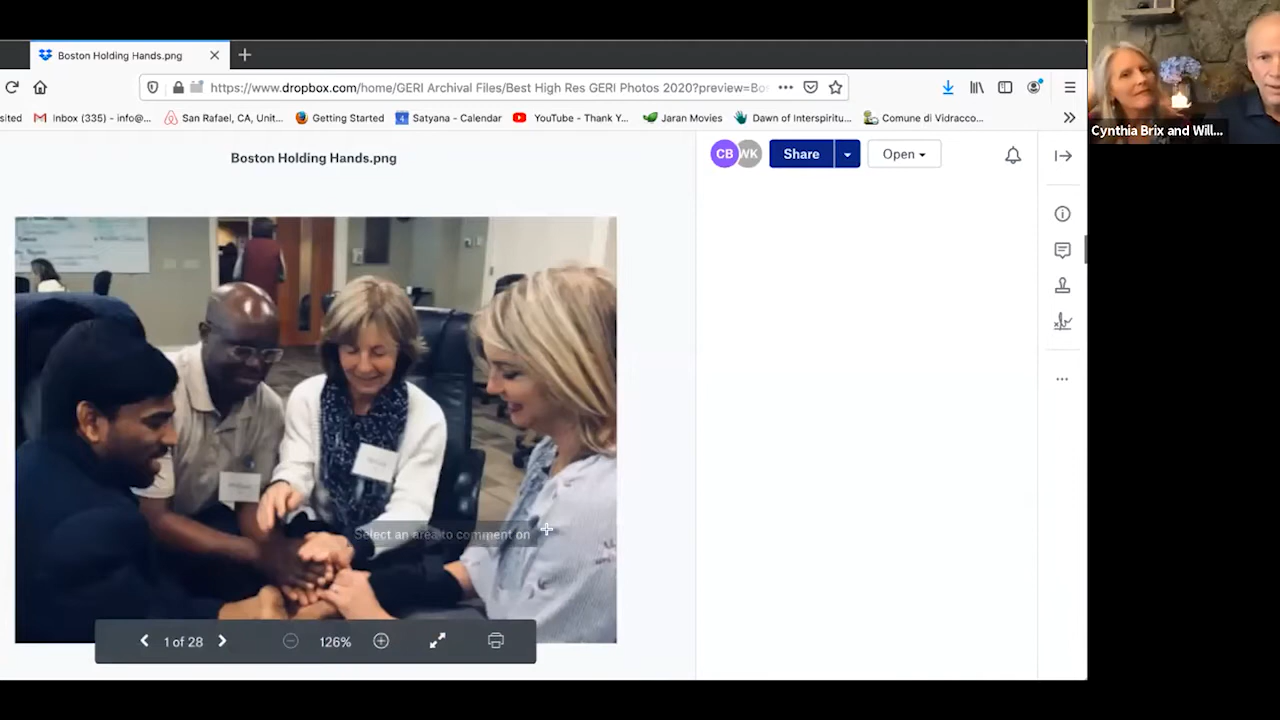 Boston Holding Hands.png
https://www.dropbox.com/home/GERI Archival Files/Best High Res GERI Photos 2020?preview=Bo
sited
Inbox (335) - info@...
San Rafael, CA, Unit...
Getting Started
Satyana - Calendar
YouTube - Thank Y...
Jaran Movies
Dawn of Interspiritu...
Comune di Vidracco...
Cynthia Brix and Will...
Boston Holding Hands.png
CB
WK
Share
Open
Select an area to comment on
1 of 28
126%